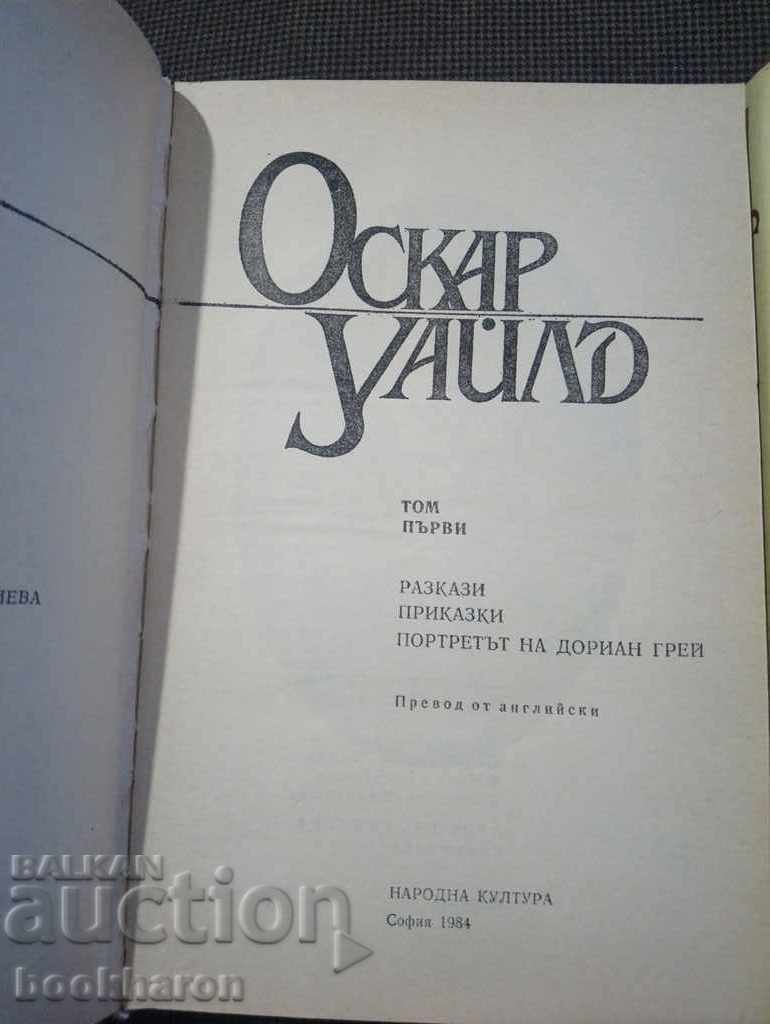 ОСКАР
УАЙЛД
ТОМ
ПЪРВИ
РАЗКАЗИ
ПРИКАЗКИ
ПОРТРЕТЪТ НА ДОРИАН ГРЕЙ
Превод от английски
НАРОДНА КУЛТУРА
София 1984
BALKAN
auction
bookharon